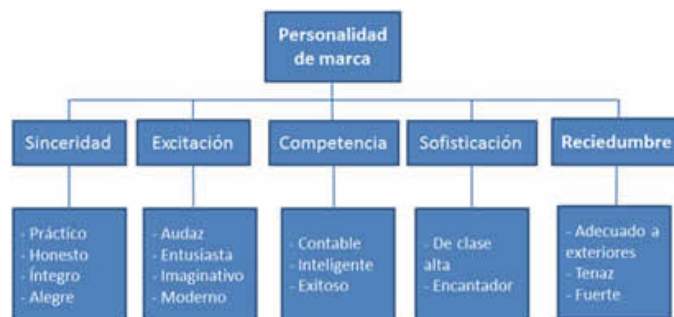 Personalidad
de marca
Sinceridad
Excitación
Competencia
Sofisticación
Reciedumbre
- Práctico
- Honesto
- Íntegro
- Alegre
- Audaz
- Entusiasta
- Imaginativo
- Moderno
- Contable
- Inteligente
- Exitoso
- De clase
alta
- Encantador
- Adecuado a
exteriores
- Tenaz
- Fuerte